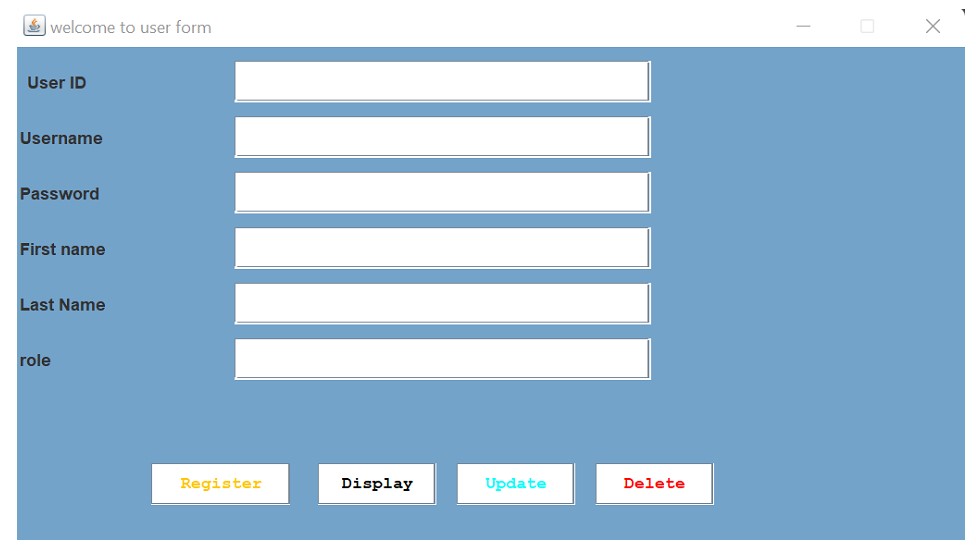 welcome to user form
User ID
Username
Password
First name
Last Name
role
Register Display Update Delete